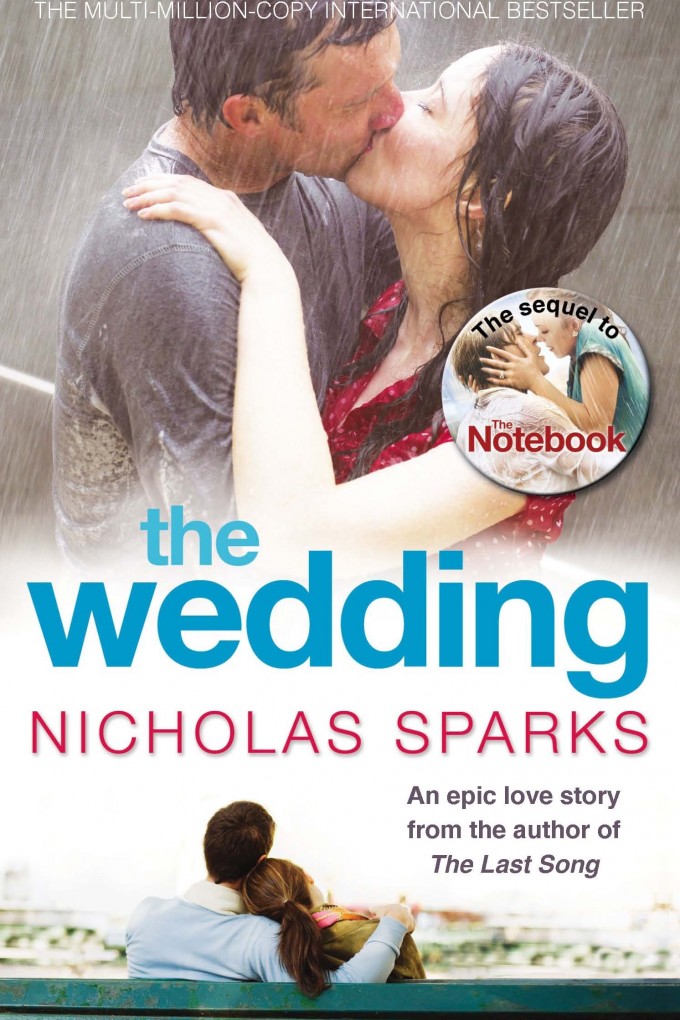 THE MULTI-MILLION-COPY INTERNATIONAL BESTSELLER
The sequel to
The
Notebook
the
wedding
NICHOLAS SPARKS
An epic love story
from the author of
The Last Song